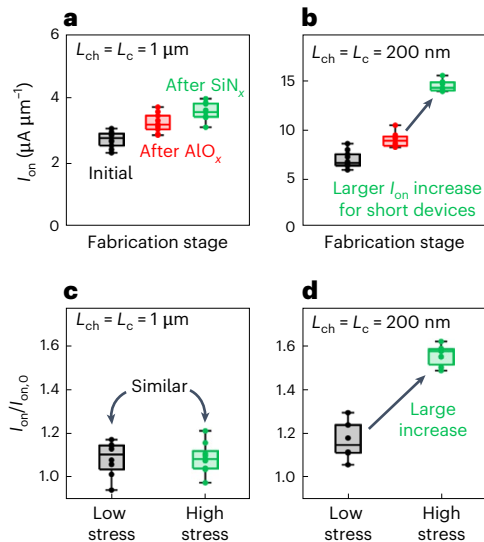 a
L_ch = L_c = 1 μm
6
4
2
0
I_on (μA μm⁻¹)
After SiN_x
After AlO_x
Initial
Fabrication stage
b
L_ch = L_c = 200 nm
15
10
5
0
Larger I_on increase
for short devices
Fabrication stage
c
L_ch = L_c = 1 μm
1.6
1.4
1.2
1.0
I_on/I_on,0
Similar
Low
stress
High
stress
d
L_ch = L_c = 200 nm
1.6
1.4
1.2
1.0
Large
increase
Low
stress
High
stress